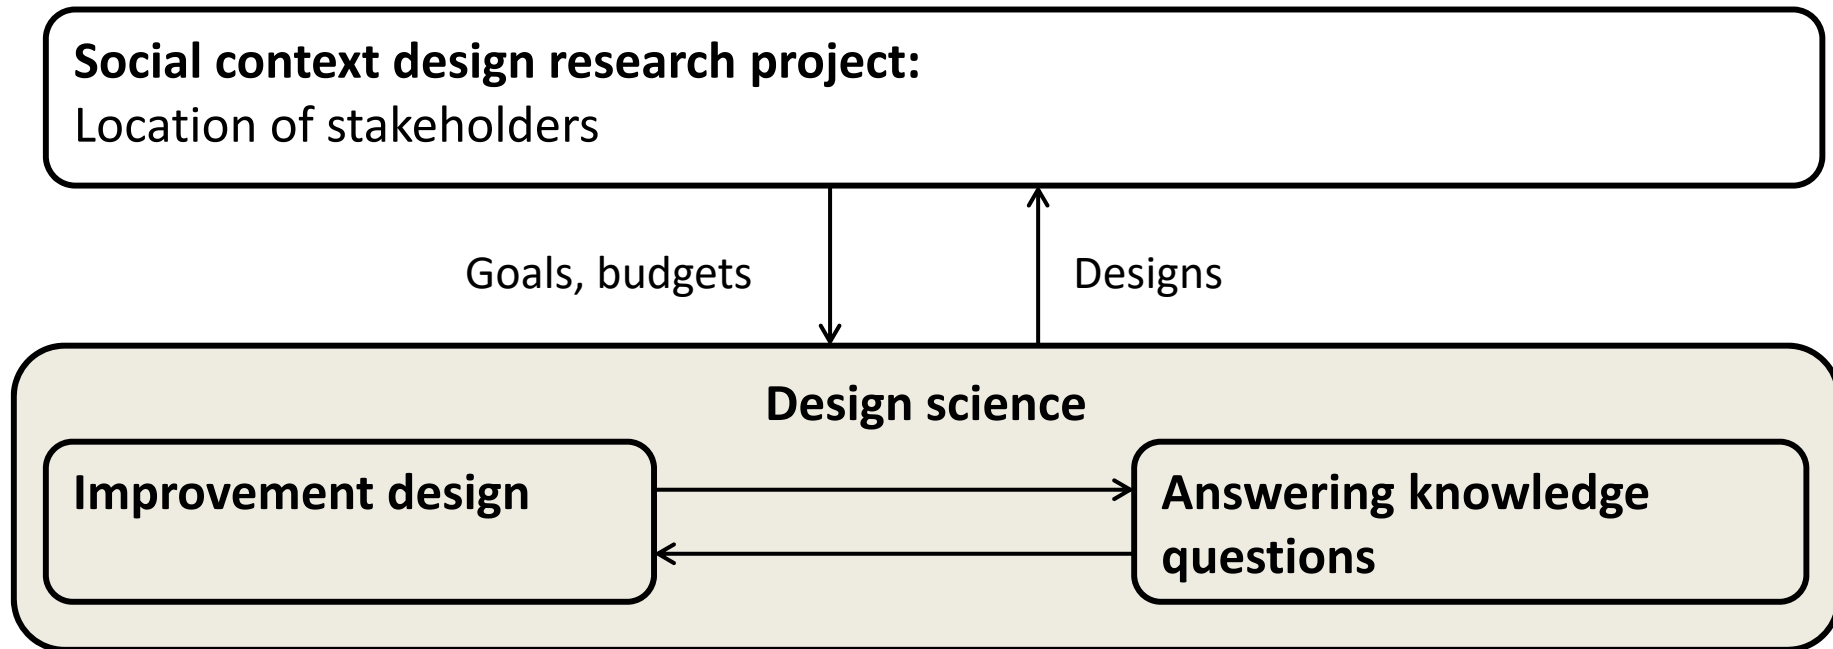 Social context design research project:
Location of stakeholders
Goals, budgets
Designs
Design science
Improvement design
Answering knowledge
questions